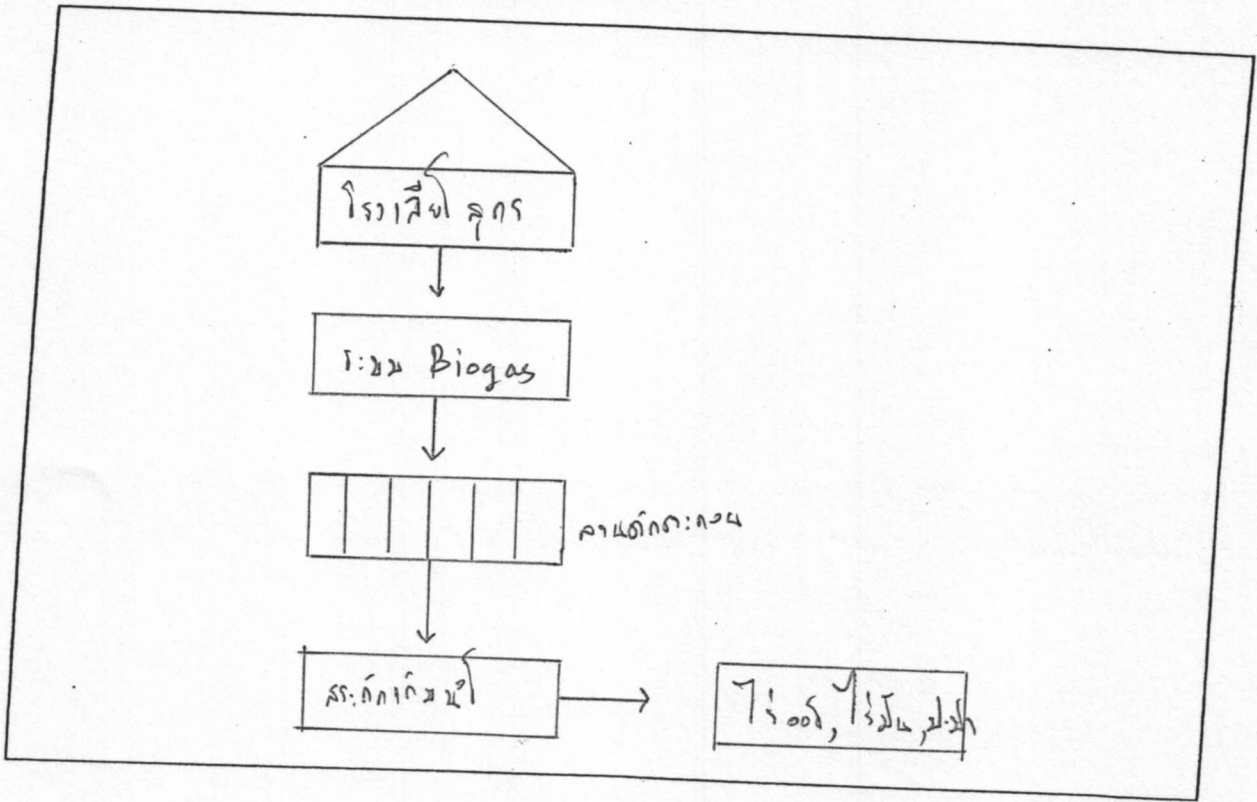 โรงเลี้ยงสุกร
ระบบ Biogas
ลานตากตะกอน
สระกักเก็บน้ำ
ไร่อ้อย, ไร่มัน,